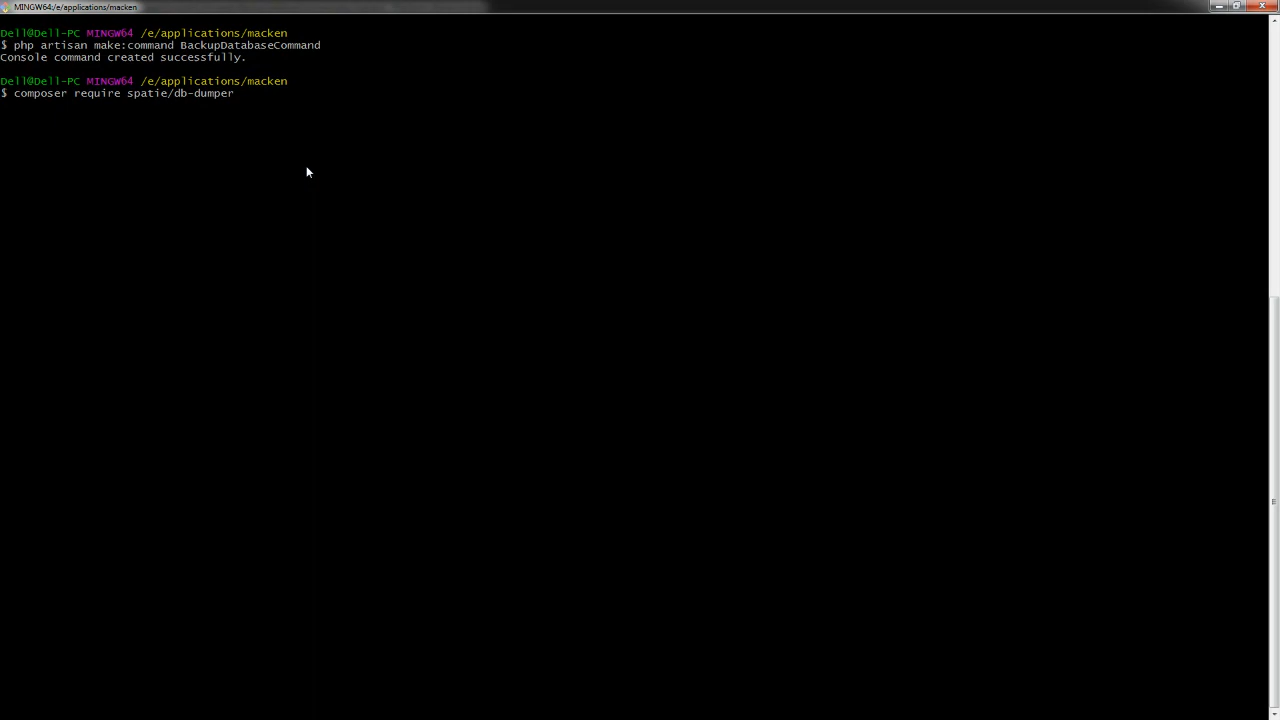 MINGW64:/e/applications/macken
Dell@Dell-PC MINGW64 /e/applications/macken
$ php artisan make:command BackupDatabaseCommand
Console command created successfully.
Dell@Dell-PC MINGW64 /e/applications/macken
$ composer require spatie/db-dumper